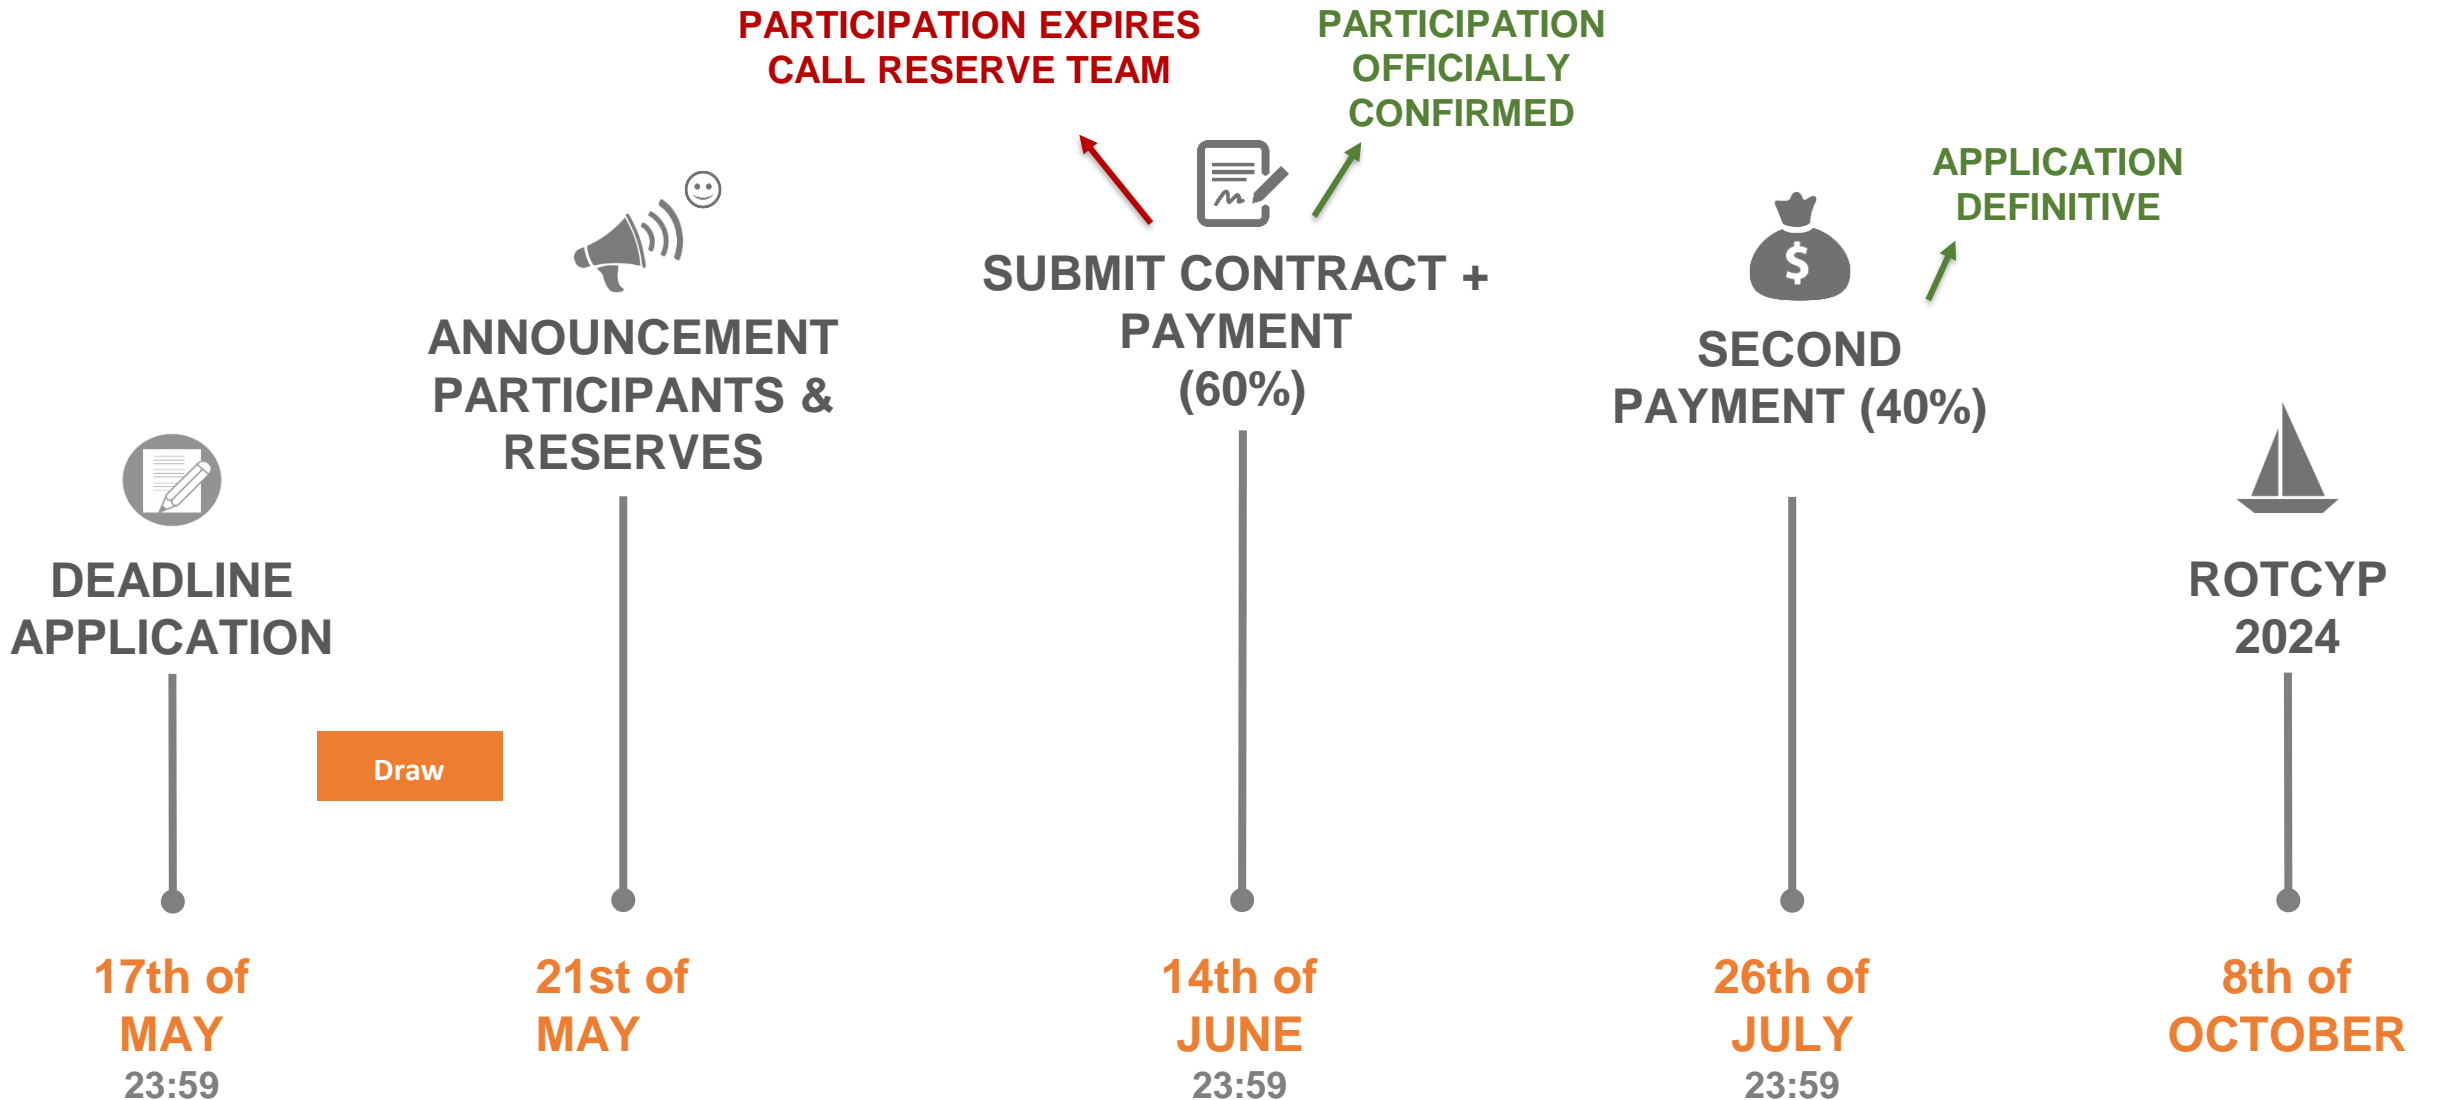 PARTICIPATION EXPIRES
CALL RESERVE TEAM
PARTICIPATION
OFFICIALLY
CONFIRMED
APPLICATION
DEFINITIVE
DEADLINE
APPLICATION
ANNOUNCEMENT
PARTICIPANTS &
RESERVES
SUBMIT CONTRACT +
PAYMENT
(60%)
$
SECOND
PAYMENT (40%)
ROTCYP
2024
Draw
17th of
MAY
23:59
21st of
MAY
14th of
JUNE
23:59
26th of
JULY
23:59
8th of
OCTOBER